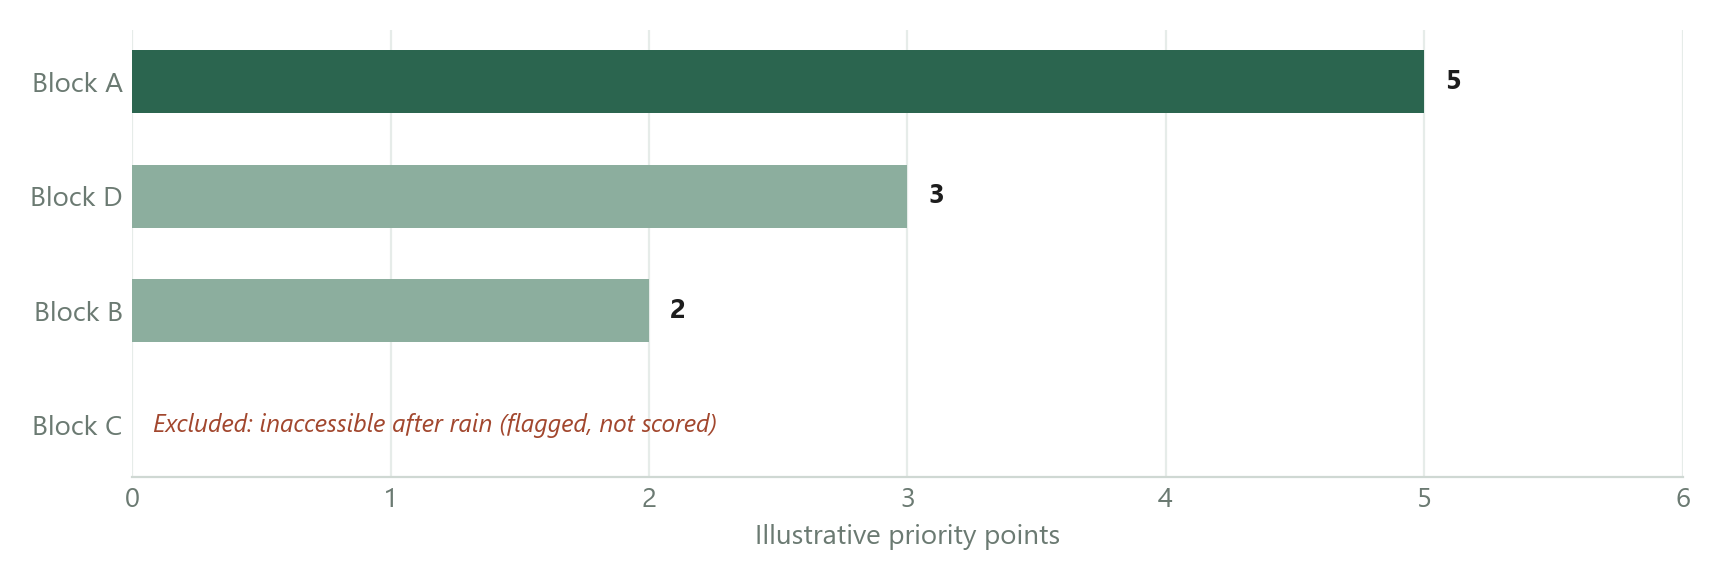 Block A 5
Block D 3
Block B 2
Block C Excluded: inaccessible after rain (flagged, not scored)
0 1 2 3 4 5 6
Illustrative priority points